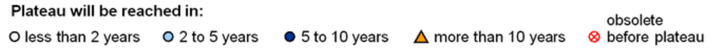 Plateau will be reached in:
less than 2 years 2 to 5 years 5 to 10 years more than 10 years obsolete before plateau